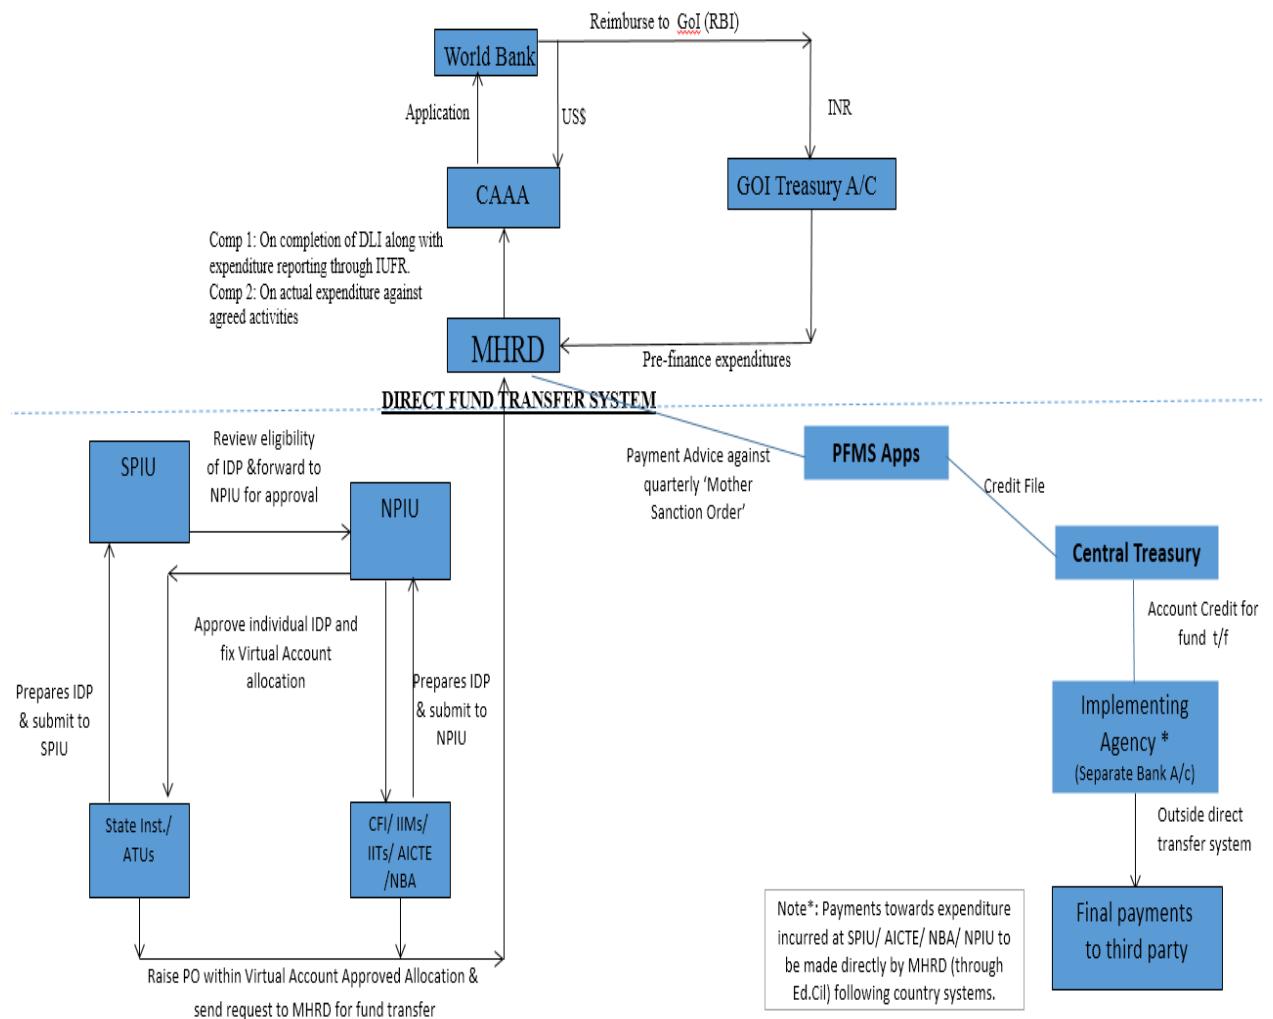 Reimburse to GoI (RBI)
World Bank
Application
US$
INR
CAAA
GOI Treasury A/C
Comp 1: On completion of DLI along with
expenditure reporting through IUFR.
Comp 2: On actual expenditure against
agreed activities
MHRD
Pre-finance expenditures
DIRECT FUND TRANSFER SYSTEM
SPIU
Review eligibility
of IDP &forward to
NPIU for approval
NPIU
Payment Advice against
quarterly ‘Mother
Sanction Order’
PFMS Apps
Credit File
Central Treasury
Account Credit for
fund t/f
Approve individual IDP and
fix Virtual Account
allocation
Prepares IDP
& submit to
SPIU
Prepares IDP
& submit to
NPIU
Implementing
Agency *
(Separate Bank A/c)
Outside direct
transfer system
State Inst./
ATUs
CFI/ IIMs/
IITs/ AICTE
/NBA
Final payments
to third party
Note*: Payments towards expenditure
incurred at SPIU/ AICTE/ NBA/ NPIU to
be made directly by MHRD (through
Ed.Cil) following country systems.
Raise PO within Virtual Account Approved Allocation &
send request to MHRD for fund transfer